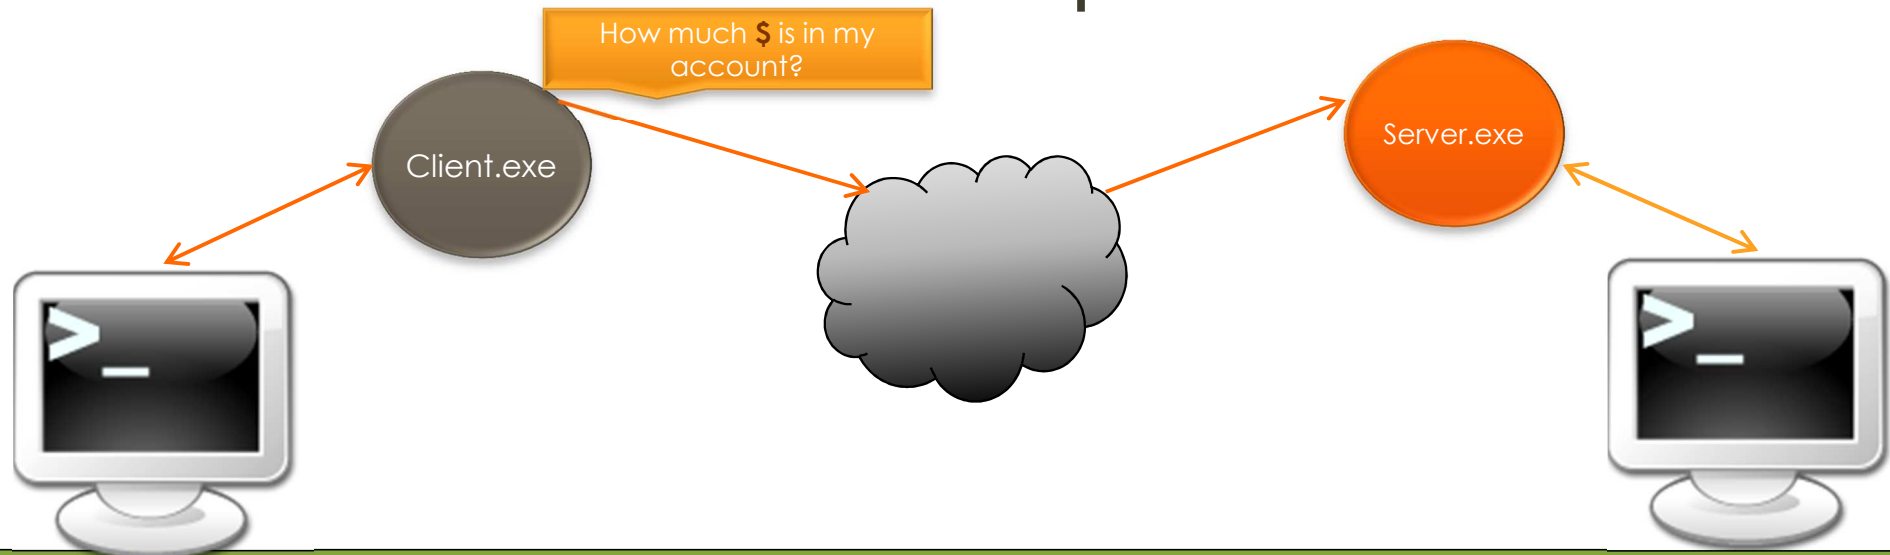 How much $ is in my
account?
Client.exe
Server.exe
>_
>_